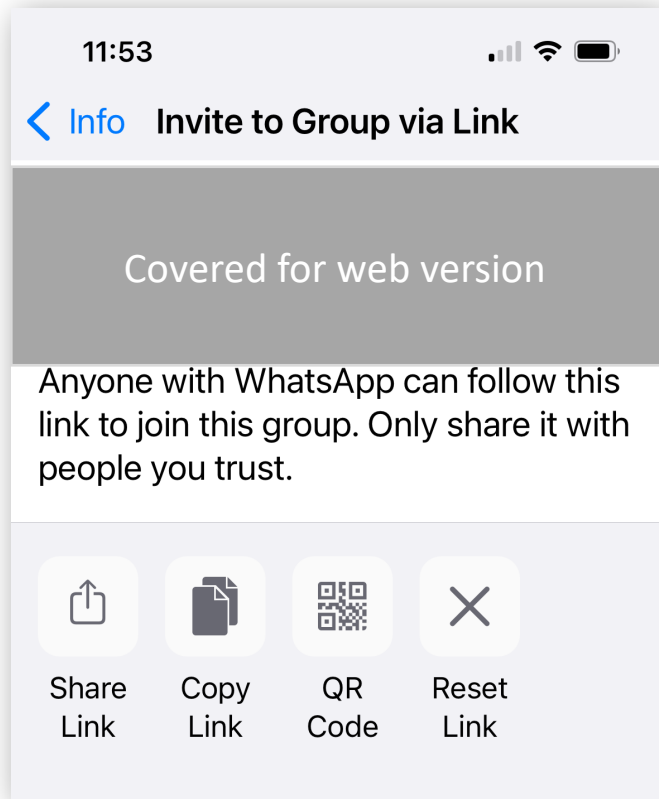 11:53
Info Invite to Group via Link
Covered for web version
Anyone with WhatsApp can follow this
link to join this group. Only share it with
people you trust.
Share Link
Copy Link
QR Code
Reset Link